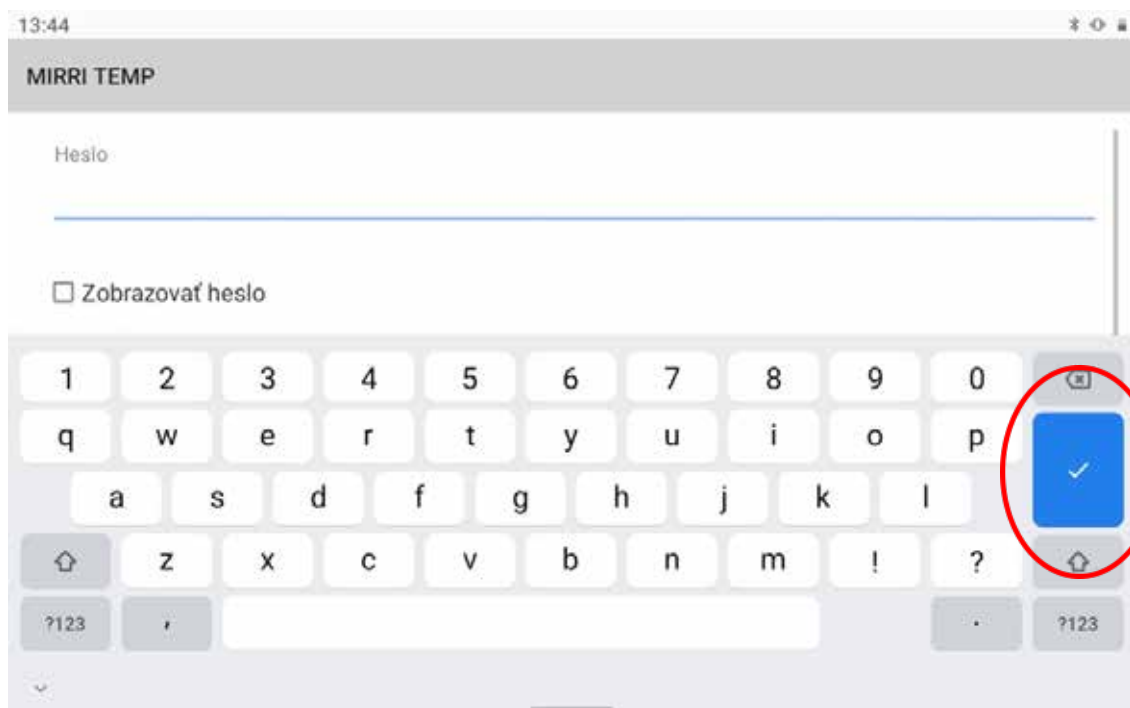 13:44
MIRRI TEMP
Heslo
Zobrazovať heslo
1 2 3 4 5 6 7 8 9 0
q w e r t y u i o p
a s d f g h j k l
z x c v b n m ! ?
?123 , . ?123